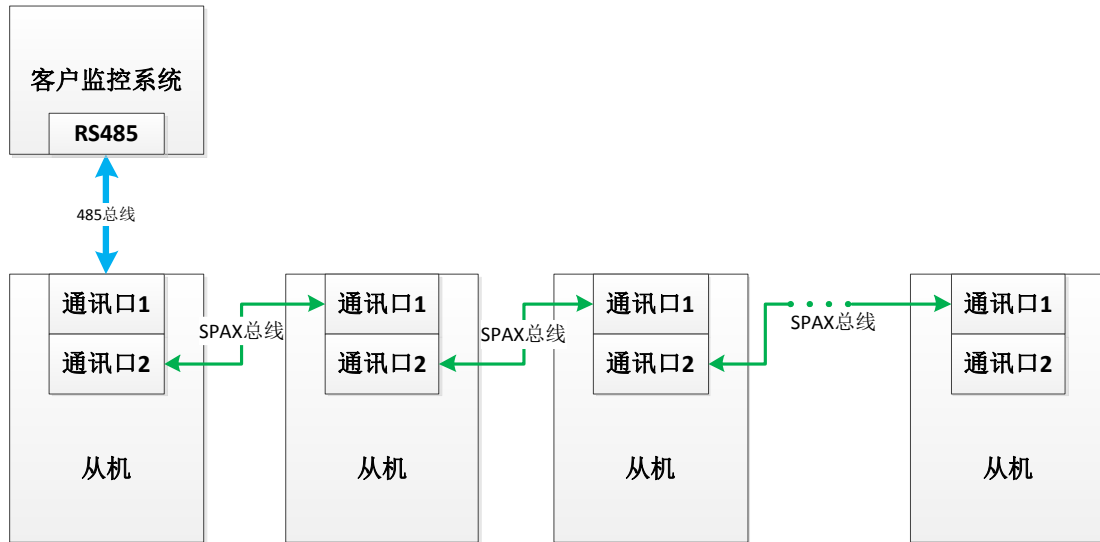 客户监控系统
RS485
485总线
通讯口1
通讯口2
从机
SPAX总线
通讯口1
通讯口2
从机
SPAX总线
通讯口1
通讯口2
从机
SPAX总线
通讯口1
通讯口2
从机